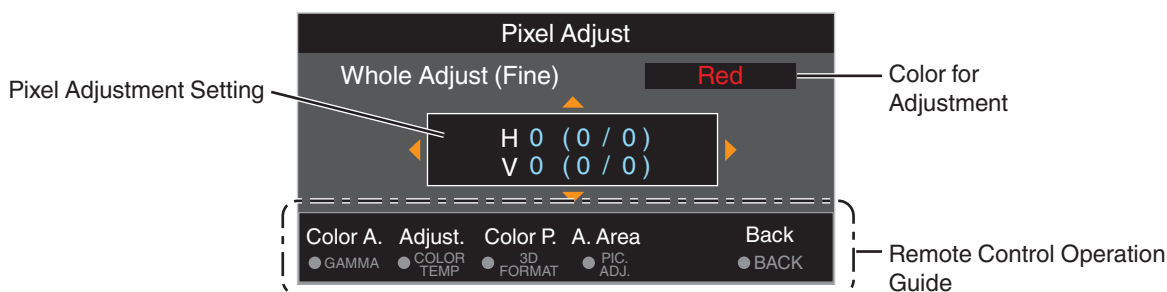 Pixel Adjust
Whole Adjust (Fine) Red
Color for
Adjustment
Pixel Adjustment Setting
H 0 (0 / 0)
V 0 (0 / 0)
Color A. Adjust. Color P. A. Area Back
GAMMA COLOR TEMP 3D FORMAT PIC. ADJ. BACK
Remote Control Operation
Guide